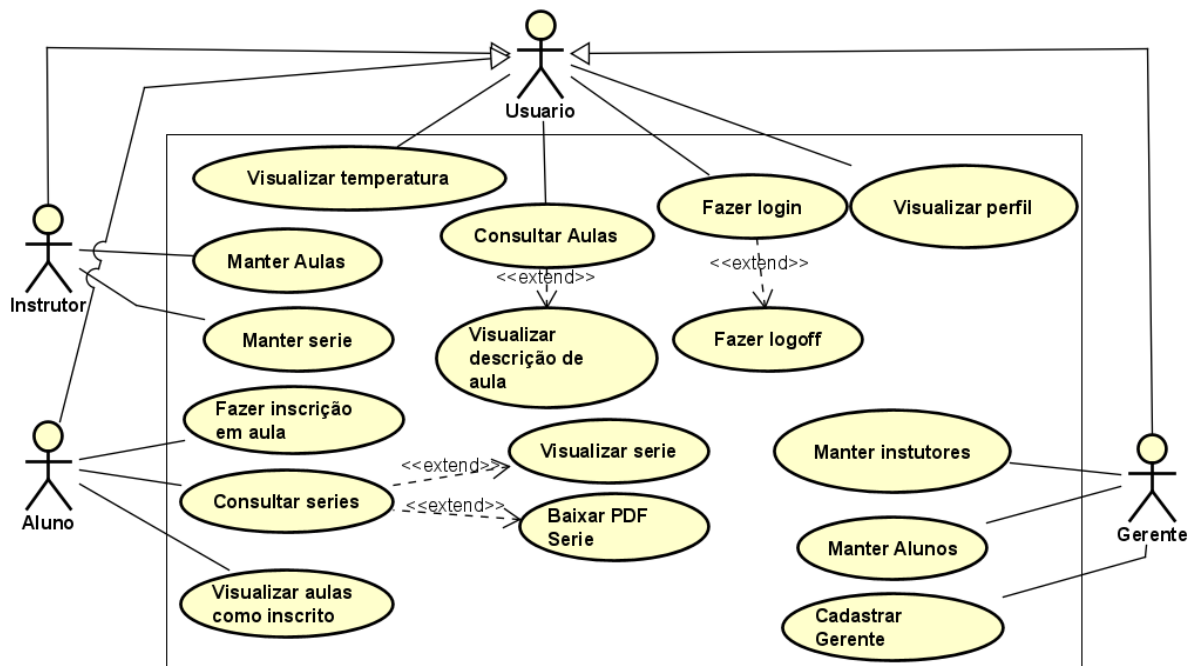 Usuario
Visualizar temperatura
Fazer login
Visualizar perfil
Consultar Aulas
Manter Aulas
<<extend>>
<<extend>>
Instrutor
Manter serie
Visualizar
descrição de
aula
Fazer logoff
Fazer inscrição
em aula
Visualizar serie
Manter instutores
<<extend>>
Consultar series
<<extend>>
Baixar PDF
Serie
Aluno
Gerente
Manter Alunos
Visualizar aulas
como inscrito
Cadastrar
Gerente